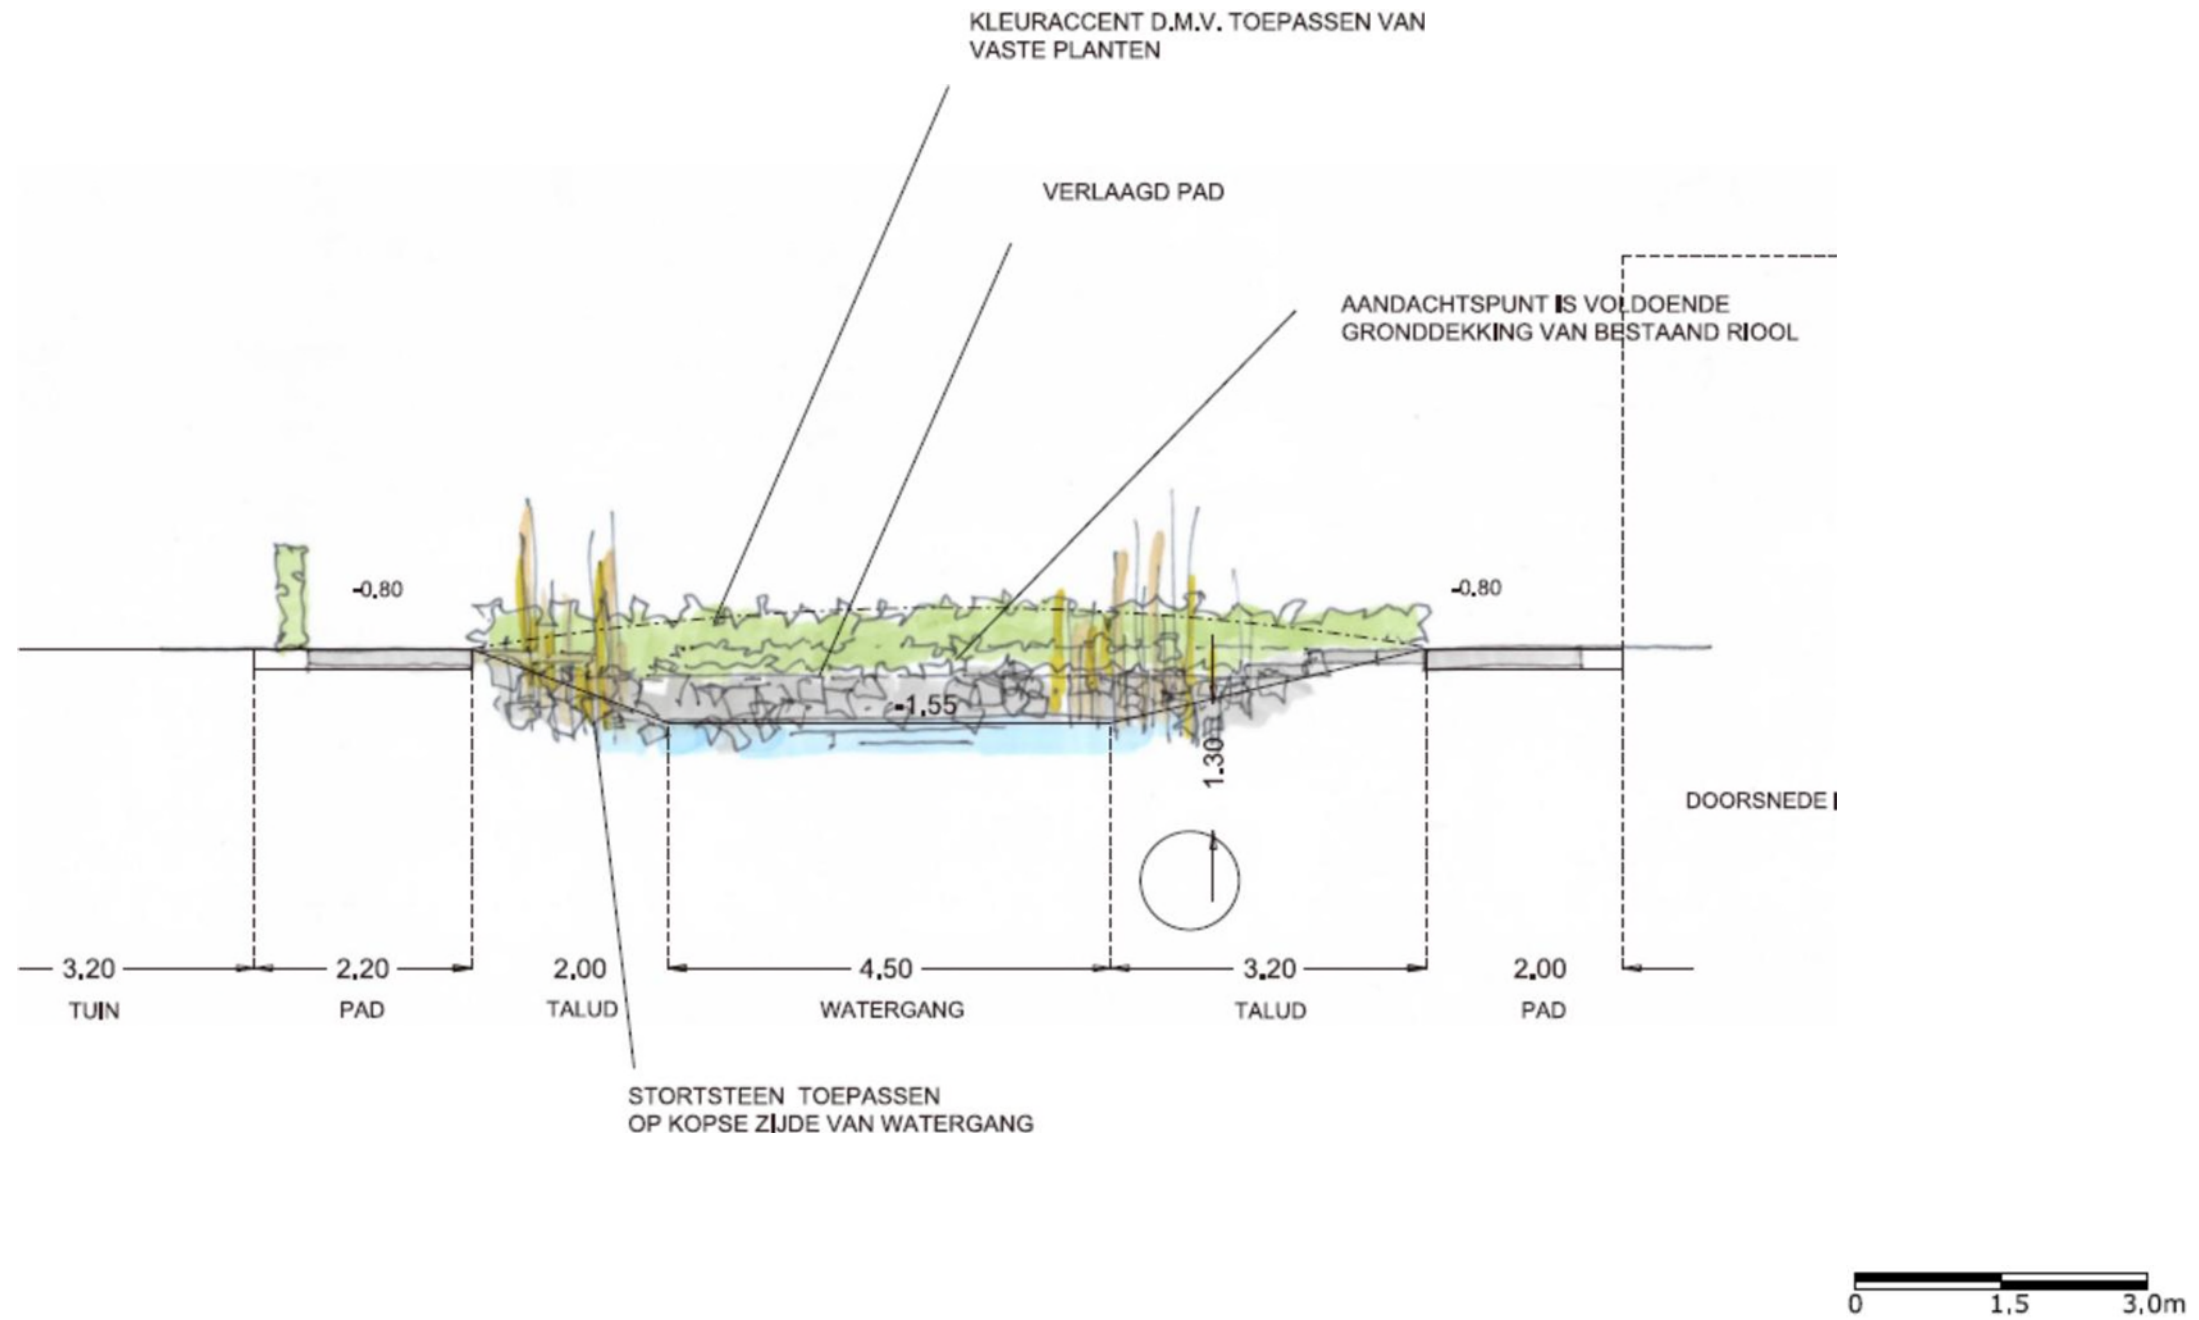 KLEURACCENT D.M.V. TOEPASSEN VAN
VASTE PLANTEN
VERLAAGD PAD
AANDACHTSPUNT IS VOLDOENDE
GRONDDEKKING VAN BESTAAND RIOOL
-0.80
-0.80
-1.55
1.30
DOORSNEDE
3.20 2.20 2.00 4.50 3.20 2.00
TUIN PAD TALUD WATERGANG TALUD PAD
STORTSTEEN TOEPASSEN
OP KOPSE ZIJDE VAN WATERGANG
0 1,5 3,0m